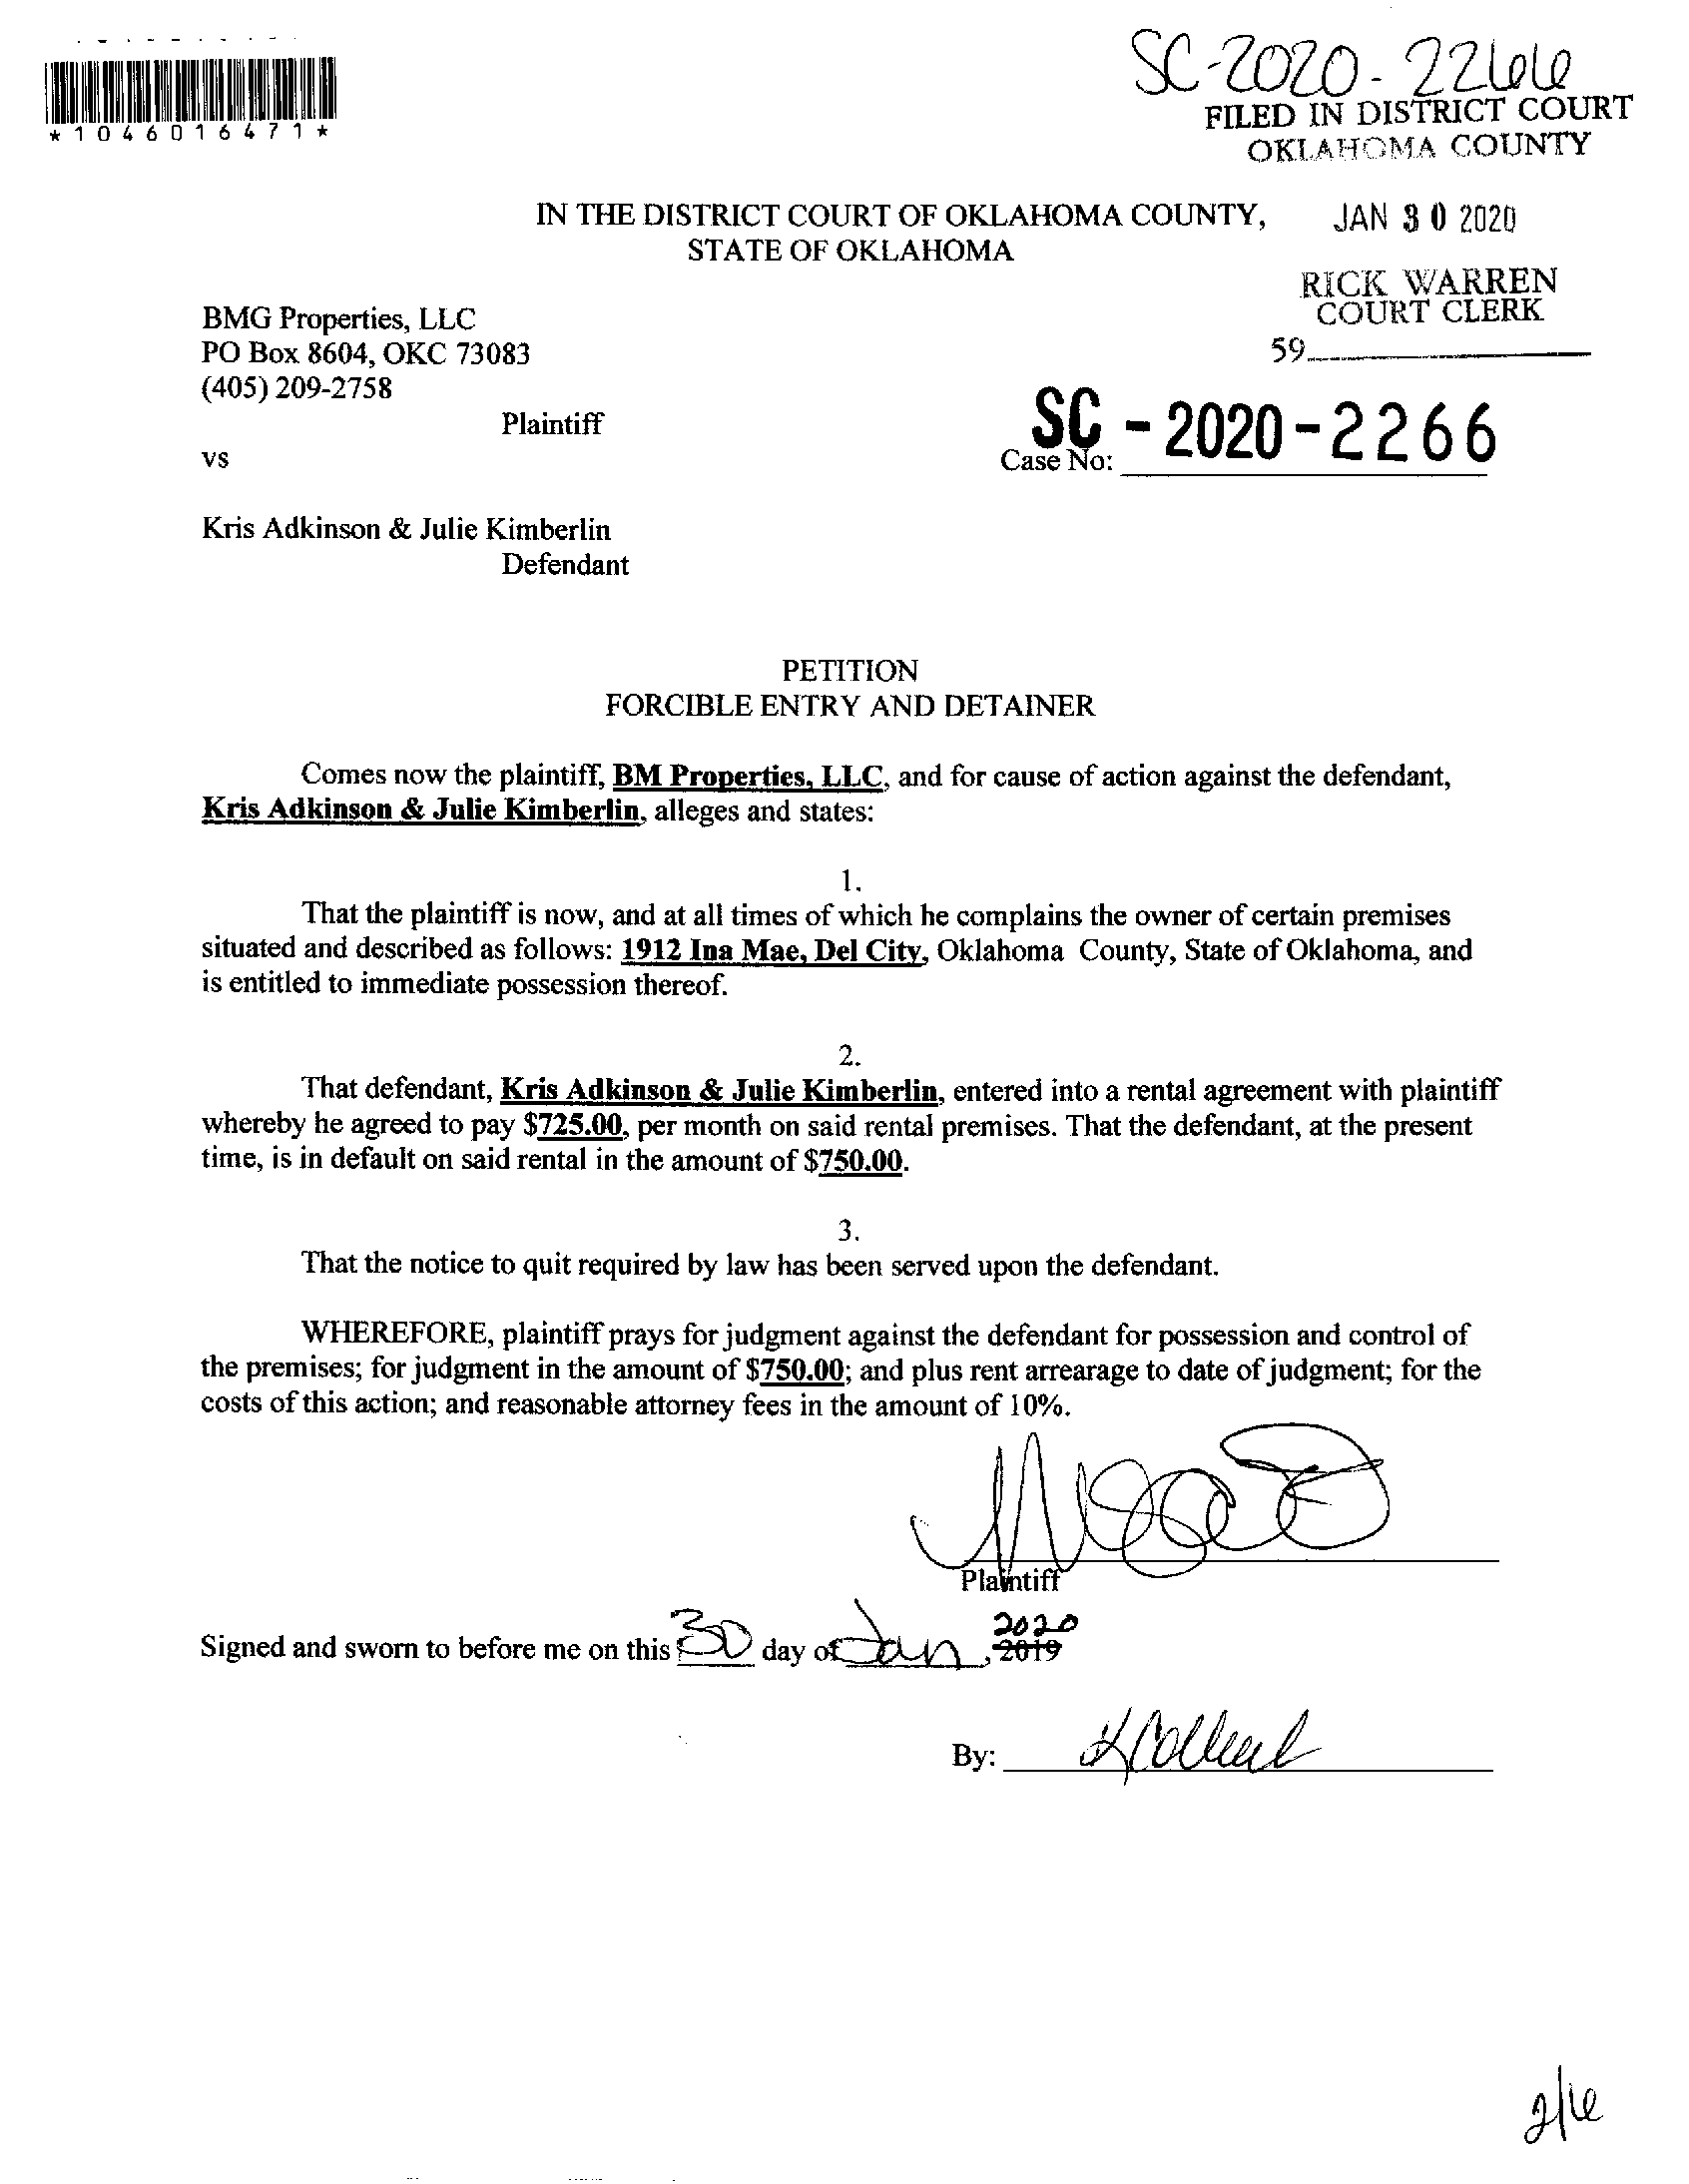 SC-2020-2266
FILED IN DISTRICT COURT
OKLAHOMA COUNTY
*1046016471*
IN THE DISTRICT COURT OF OKLAHOMA COUNTY,
STATE OF OKLAHOMA
JAN 30 2020
RICK WARREN
COURT CLERK
59
BMG Properties, LLC
PO Box 8604, OKC 73083
(405) 209-2758
Plaintiff
vs
SC - 2020 - 2266
Case No:
Kris Adkinson & Julie Kimberlin
Defendant
PETITION
FORCIBLE ENTRY AND DETAINER
Comes now the plaintiff, BM Properties, LLC, and for cause of action against the defendant,
Kris Adkinson & Julie Kimberlin, alleges and states:
1.
That the plaintiff is now, and at all times of which he complains the owner of certain premises
situated and described as follows: 1912 Ina Mae, Del City, Oklahoma County, State of Oklahoma, and
is entitled to immediate possession thereof.
2.
That defendant, Kris Adkinson & Julie Kimberlin, entered into a rental agreement with plaintiff
whereby he agreed to pay $725.00, per month on said rental premises. That the defendant, at the present
time, is in default on said rental in the amount of $750.00.
3.
That the notice to quit required by law has been served upon the defendant.
WHEREFORE, plaintiff prays for judgment against the defendant for possession and control of
the premises; for judgment in the amount of $750.00; and plus rent arrearage to date of judgment; for the
costs of this action; and reasonable attorney fees in the amount of 10%.
Plaintiff
2020
Signed and sworn to before me on this 30 day of Jan, 2019
By: